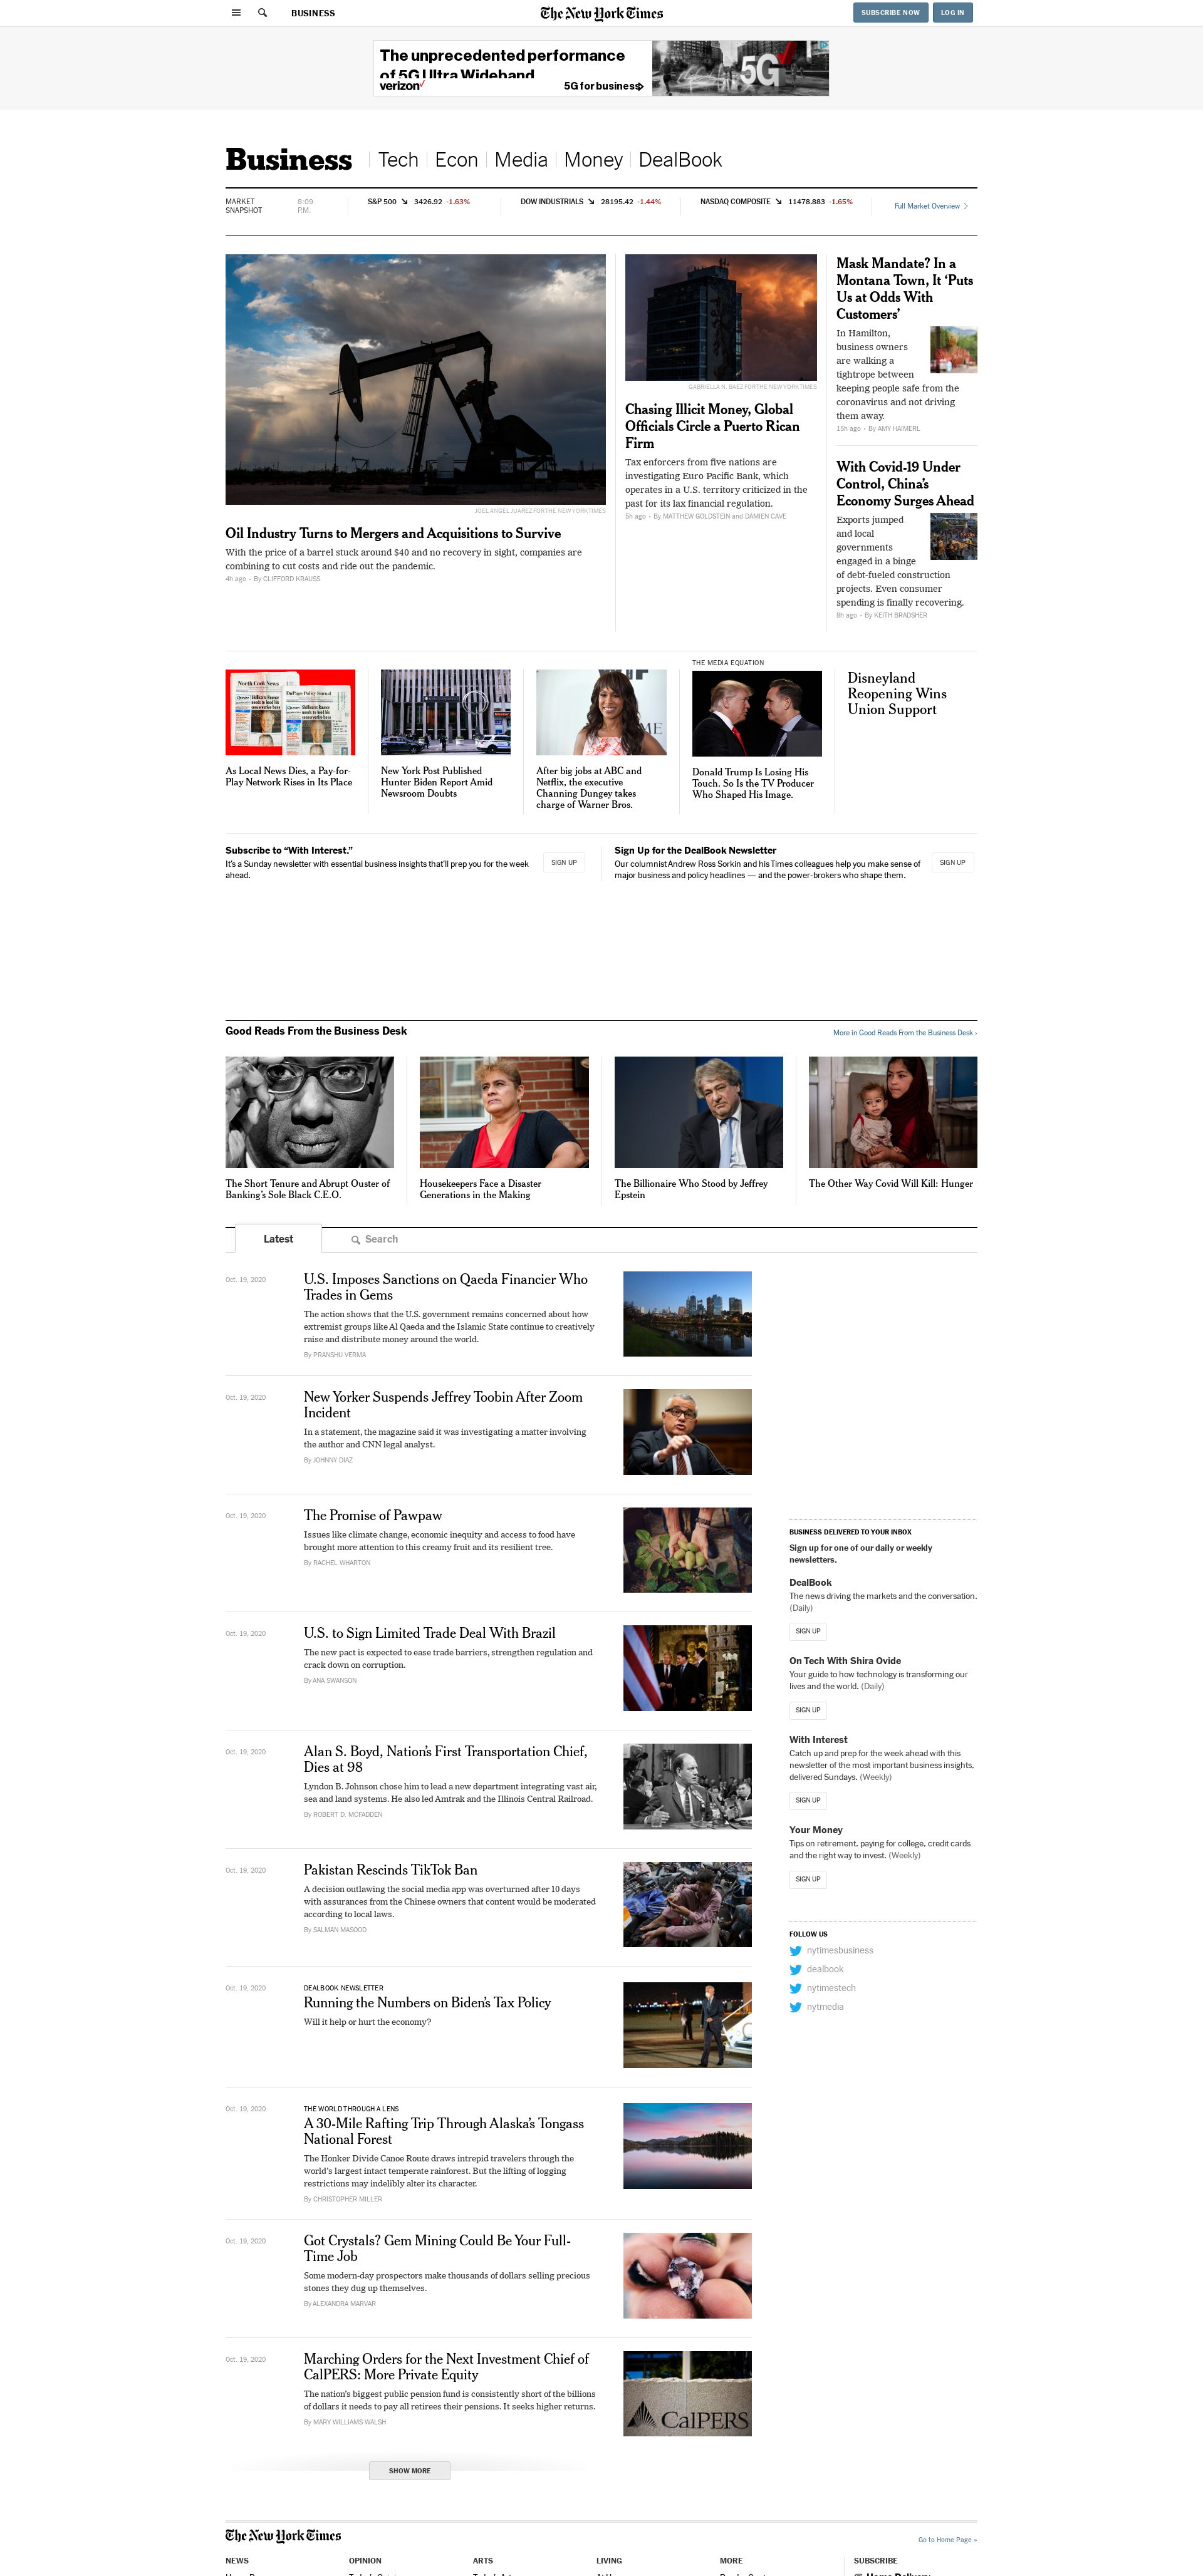 BUSINESS
The New York Times
SUBSCRIBE NOW
LOG IN
The unprecedented performance
of 5G Ultra Wideband
verizon
5G for business
5G
Business
Tech
Econ
Media
Money
DealBook
MARKET
SNAPSHOT
8:09
P.M.
S&P 500 3426.92 -1.63%
DOW INDUSTRIALS 28195.42 -1.44%
NASDAQ COMPOSITE 11478.883 -1.65%
Full Market Overview
JOEL ANGEL JUAREZ FOR THE NEW YORK TIMES
Oil Industry Turns to Mergers and Acquisitions to Survive
With the price of a barrel stuck around $40 and no recovery in sight, companies are
combining to cut costs and ride out the pandemic.
4h ago - By CLIFFORD KRAUSS
GABRIELLA N. BAEZ FOR THE NEW YORK TIMES
Chasing Illicit Money, Global
Officials Circle a Puerto Rican
Firm
Tax enforcers from five nations are
investigating Euro Pacific Bank, which
operates in a U.S. territory criticized in the
past for its lax financial regulation.
5h ago - By MATTHEW GOLDSTEIN and DAMIEN CAVE
Mask Mandate? In a
Montana Town, It ‘Puts
Us at Odds With
Customers’
In Hamilton,
business owners
are walking a
tightrope between
keeping people safe from the
coronavirus and not driving
them away.
15h ago - By AMY HAIMERL
With Covid-19 Under
Control, China’s
Economy Surges Ahead
Exports jumped
and local
governments
engaged in a binge
of debt-fueled construction
projects. Even consumer
spending is finally recovering.
8h ago - By KEITH BRADSHER
North Cook News
DuPage Policy Journal
As Local News Dies, a Pay-for-
Play Network Rises in Its Place
New York Post Published
Hunter Biden Report Amid
Newsroom Doubts
After big jobs at ABC and
Netflix, the executive
Channing Dungey takes
charge of Warner Bros.
THE MEDIA EQUATION
Donald Trump Is Losing His
Touch. So Is the TV Producer
Who Shaped His Image.
Disneyland
Reopening Wins
Union Support
Subscribe to “With Interest.”
It’s a Sunday newsletter with essential business insights that’ll prep you for the week
ahead.
SIGN UP
Sign Up for the DealBook Newsletter
Our columnist Andrew Ross Sorkin and his Times colleagues help you make sense of
major business and policy headlines — and the power-brokers who shape them.
SIGN UP
Good Reads From the Business Desk
More in Good Reads From the Business Desk ›
The Short Tenure and Abrupt Ouster of
Banking’s Sole Black C.E.O.
Housekeepers Face a Disaster
Generations in the Making
The Billionaire Who Stood by Jeffrey
Epstein
The Other Way Covid Will Kill: Hunger
Latest
Search
Oct. 19, 2020
U.S. Imposes Sanctions on Qaeda Financier Who
Trades in Gems
The action shows that the U.S. government remains concerned about how
extremist groups like Al Qaeda and the Islamic State continue to creatively
raise and distribute money around the world.
By PRANSHU VERMA
Oct. 19, 2020
New Yorker Suspends Jeffrey Toobin After Zoom
Incident
In a statement, the magazine said it was investigating a matter involving
the author and CNN legal analyst.
By JOHNNY DIAZ
Oct. 19, 2020
The Promise of Pawpaw
Issues like climate change, economic inequity and access to food have
brought more attention to this creamy fruit and its resilient tree.
By RACHEL WHARTON
Oct. 19, 2020
U.S. to Sign Limited Trade Deal With Brazil
The new pact is expected to ease trade barriers, strengthen regulation and
crack down on corruption.
By ANA SWANSON
Oct. 19, 2020
Alan S. Boyd, Nation’s First Transportation Chief,
Dies at 98
Lyndon B. Johnson chose him to lead a new department integrating vast air,
sea and land systems. He also led Amtrak and the Illinois Central Railroad.
By ROBERT D. MCFADDEN
Oct. 19, 2020
Pakistan Rescinds TikTok Ban
A decision outlawing the social media app was overturned after 10 days
with assurances from the Chinese owners that content would be moderated
according to local laws.
By SALMAN MASOOD
Oct. 19, 2020
DEALBOOK NEWSLETTER
Running the Numbers on Biden’s Tax Policy
Will it help or hurt the economy?
Oct. 19, 2020
THE WORLD THROUGH A LENS
A 30-Mile Rafting Trip Through Alaska’s Tongass
National Forest
The Honker Divide Canoe Route draws intrepid travelers through the
world’s largest intact temperate rainforest. But the lifting of logging
restrictions may indelibly alter its character.
By CHRISTOPHER MILLER
Oct. 19, 2020
Got Crystals? Gem Mining Could Be Your Full-
Time Job
Some modern-day prospectors make thousands of dollars selling precious
stones they dug up themselves.
By ALEXANDRA MARVAR
Oct. 19, 2020
Marching Orders for the Next Investment Chief of
CalPERS: More Private Equity
The nation’s biggest public pension fund is consistently short of the billions
of dollars it needs to pay all retirees their pensions. It seeks higher returns.
By MARY WILLIAMS WALSH
CalPERS
SHOW MORE
BUSINESS DELIVERED TO YOUR INBOX
Sign up for one of our daily or weekly
newsletters.
DealBook
The news driving the markets and the conversation.
(Daily)
SIGN UP
On Tech With Shira Ovide
Your guide to how technology is transforming our
lives and the world. (Daily)
SIGN UP
With Interest
Catch up and prep for the week ahead with this
newsletter of the most important business insights,
delivered Sundays. (Weekly)
SIGN UP
Your Money
Tips on retirement, paying for college, credit cards
and the right way to invest. (Weekly)
SIGN UP
FOLLOW US
nytimesbusiness
dealbook
nytimestech
nytmedia
The New York Times
Go to Home Page »
NEWS
OPINION
ARTS
LIVING
MORE
SUBSCRIBE